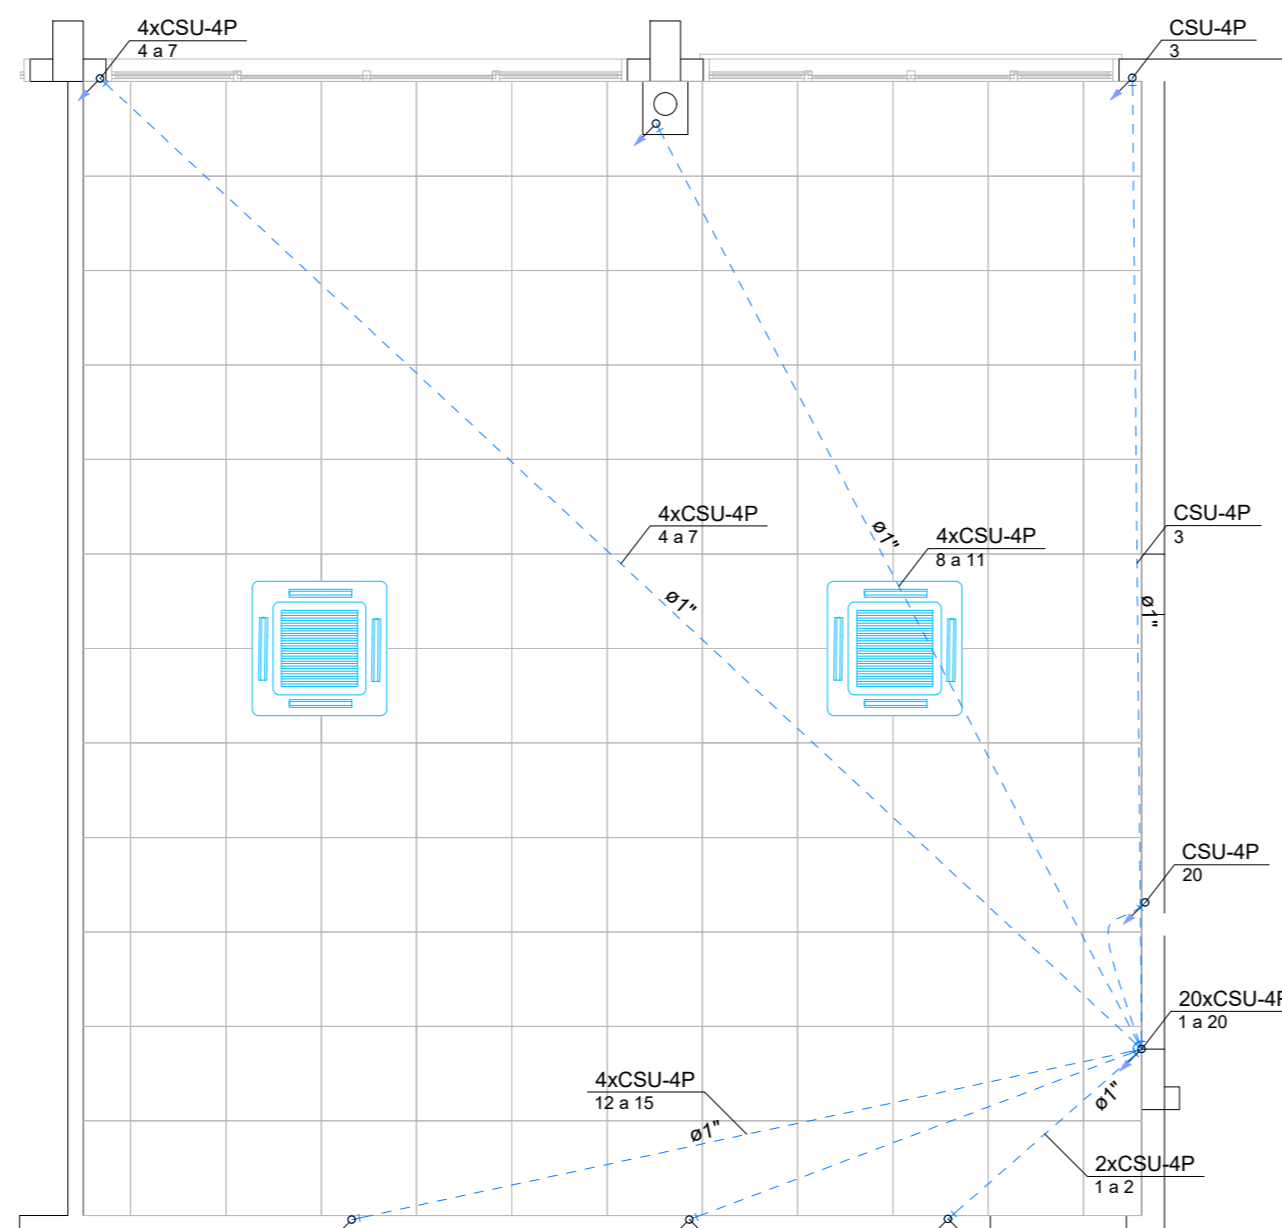 4xCSU-4P
4 a 7
CSU-4P
3
4xCSU-4P
4 a 7
ø1"
ø1"
4xCSU-4P
8 a 11
CSU-4P
3
ø1"
CSU-4P
20
20xCSU-4P
1 a 20
4xCSU-4P
12 a 15
ø1"
ø1"
2xCSU-4P
1 a 2